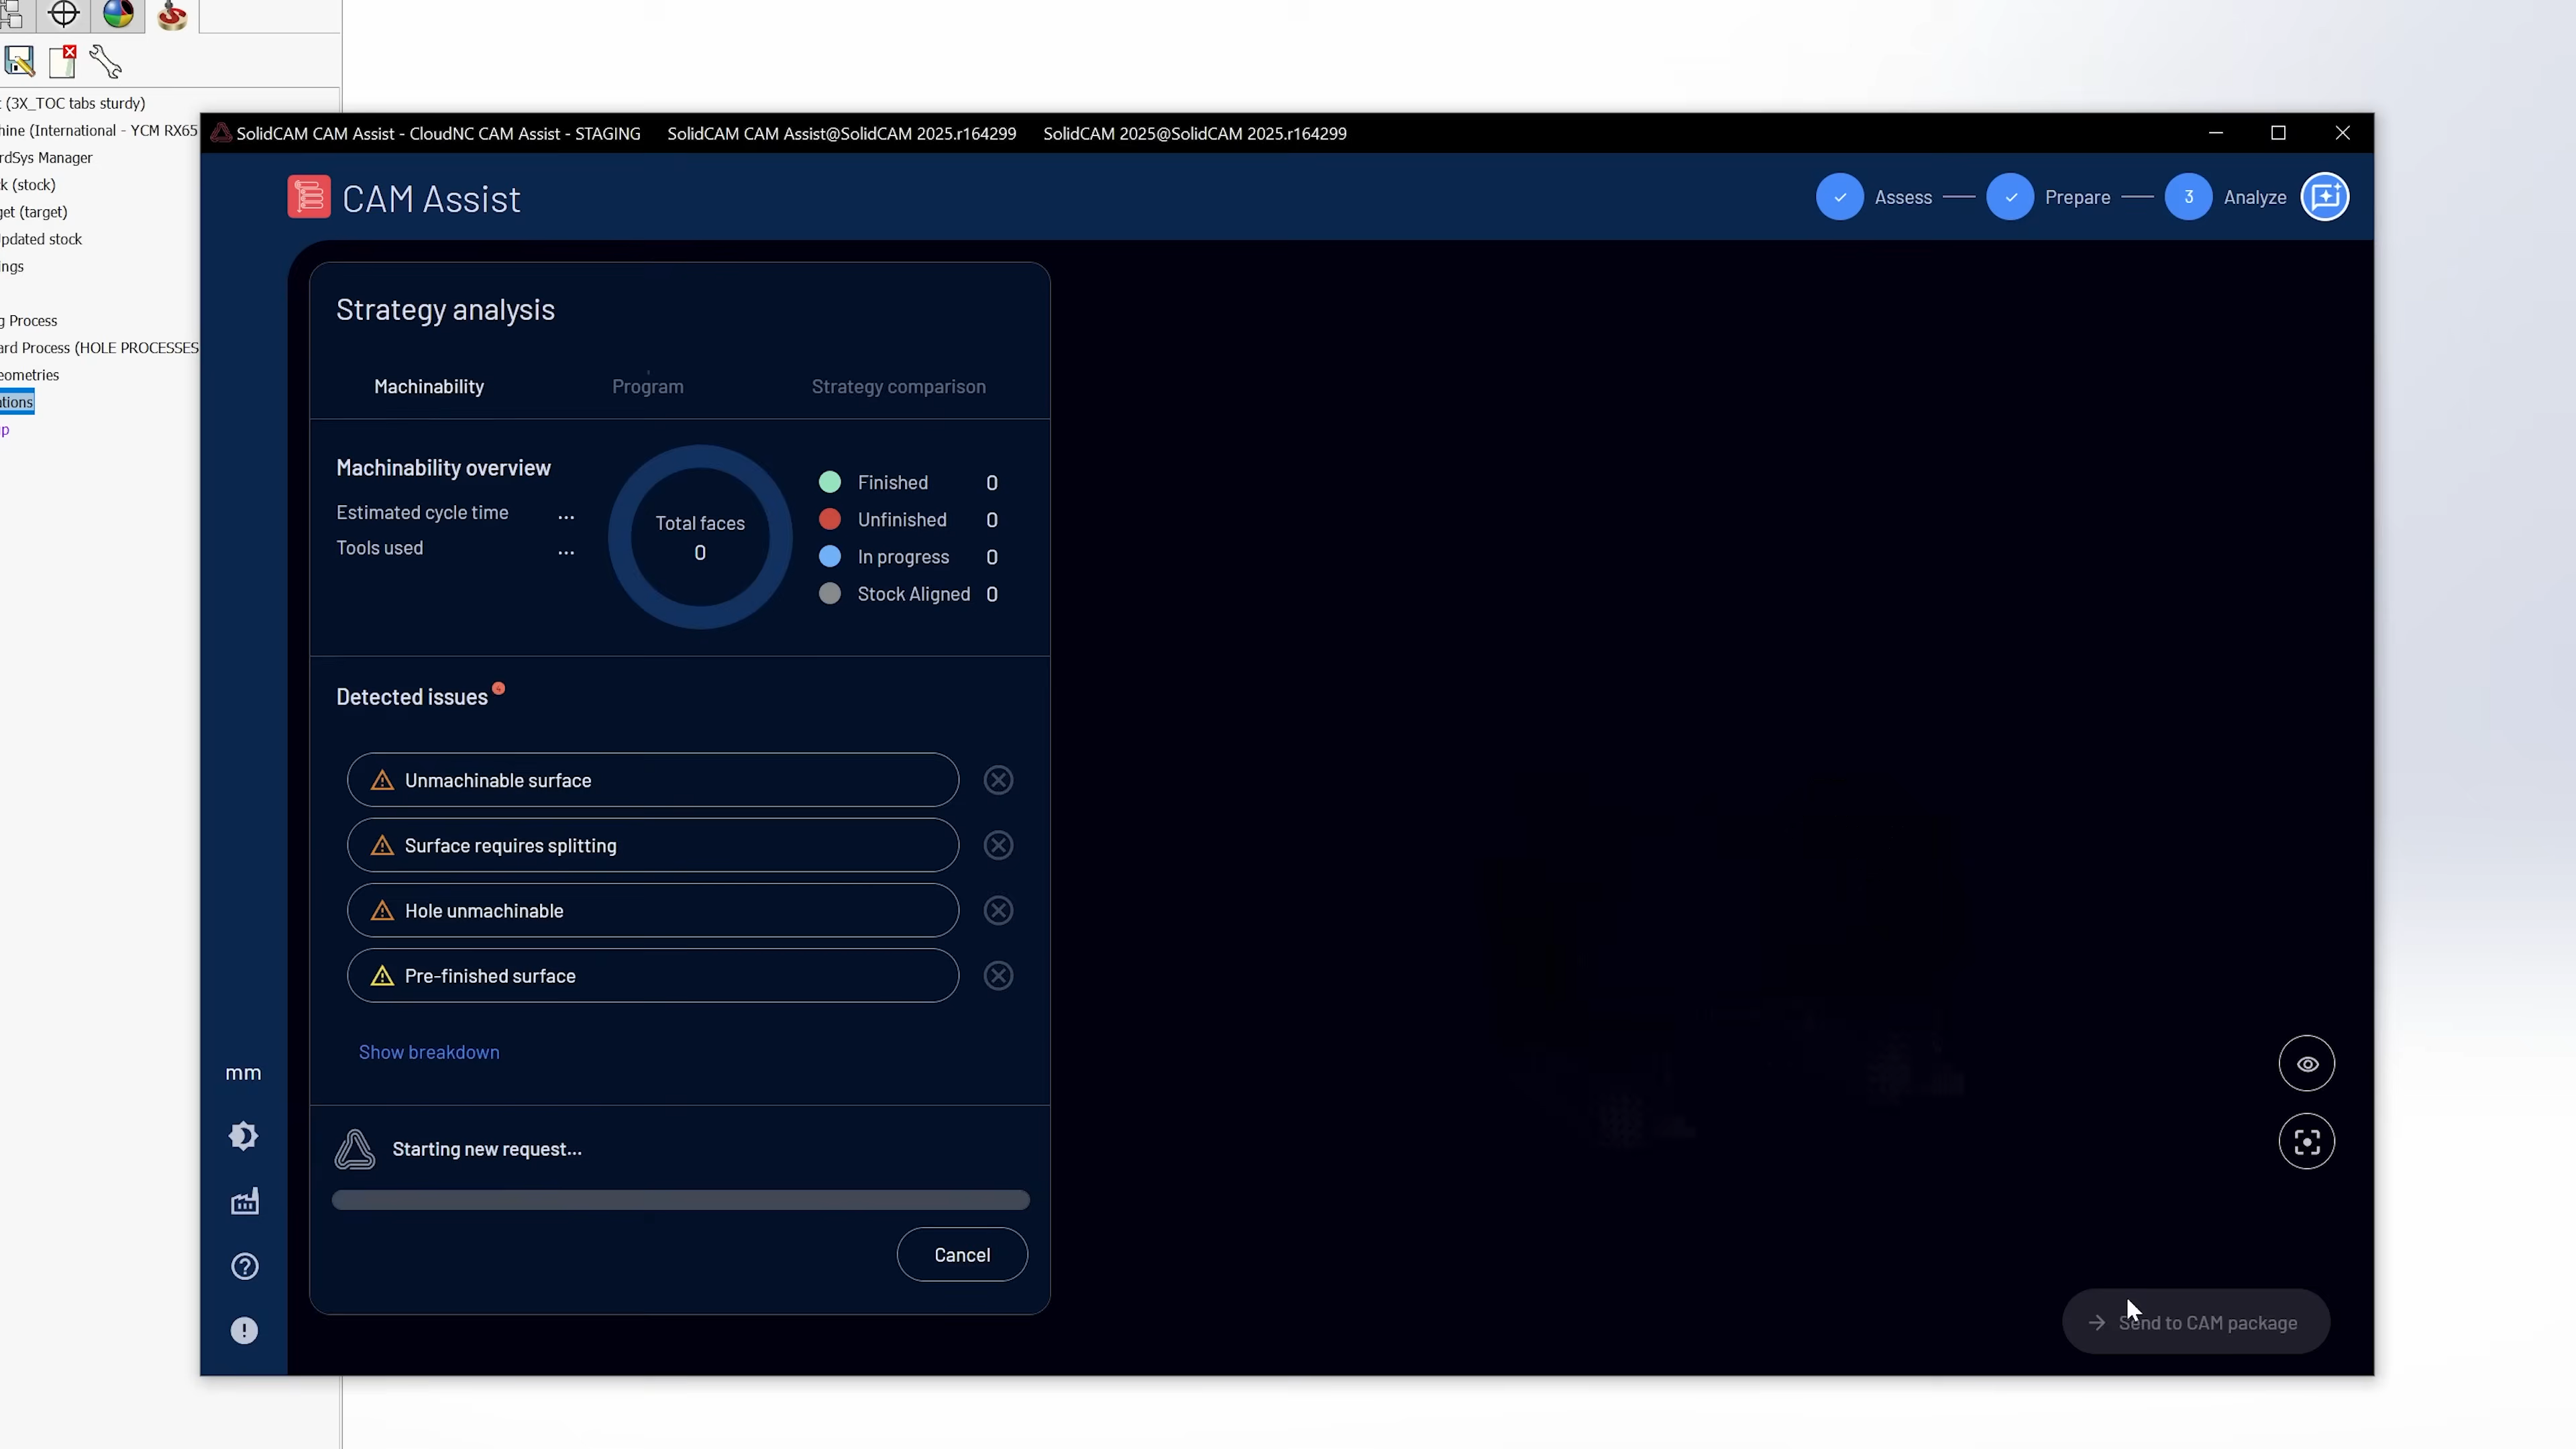 (3X_TOC tabs sturdy)
hine (International - YCM RX65
rdSys Manager
k (stock)
get (target)
pdated stock
ings
g Process
ard Process (HOLE PROCESSES
eometries
ations
p
SolidCAM CAM Assist - CloudNC CAM Assist - STAGING SolidCAM CAM Assist@SolidCAM 2025.r164299 SolidCAM 2025@SolidCAM 2025.r164299
CAM Assist
Assess
Prepare
3 Analyze
Strategy analysis
Machinability Program Strategy comparison
Machinability overview
Estimated cycle time ...
Tools used ...
Total faces
0
Finished 0
Unfinished 0
In progress 0
Stock Aligned 0
Detected issues
Unmachinable surface
Surface requires splitting
Hole unmachinable
Pre-finished surface
Show breakdown
mm
Starting new request...
Cancel
Send to CAM package